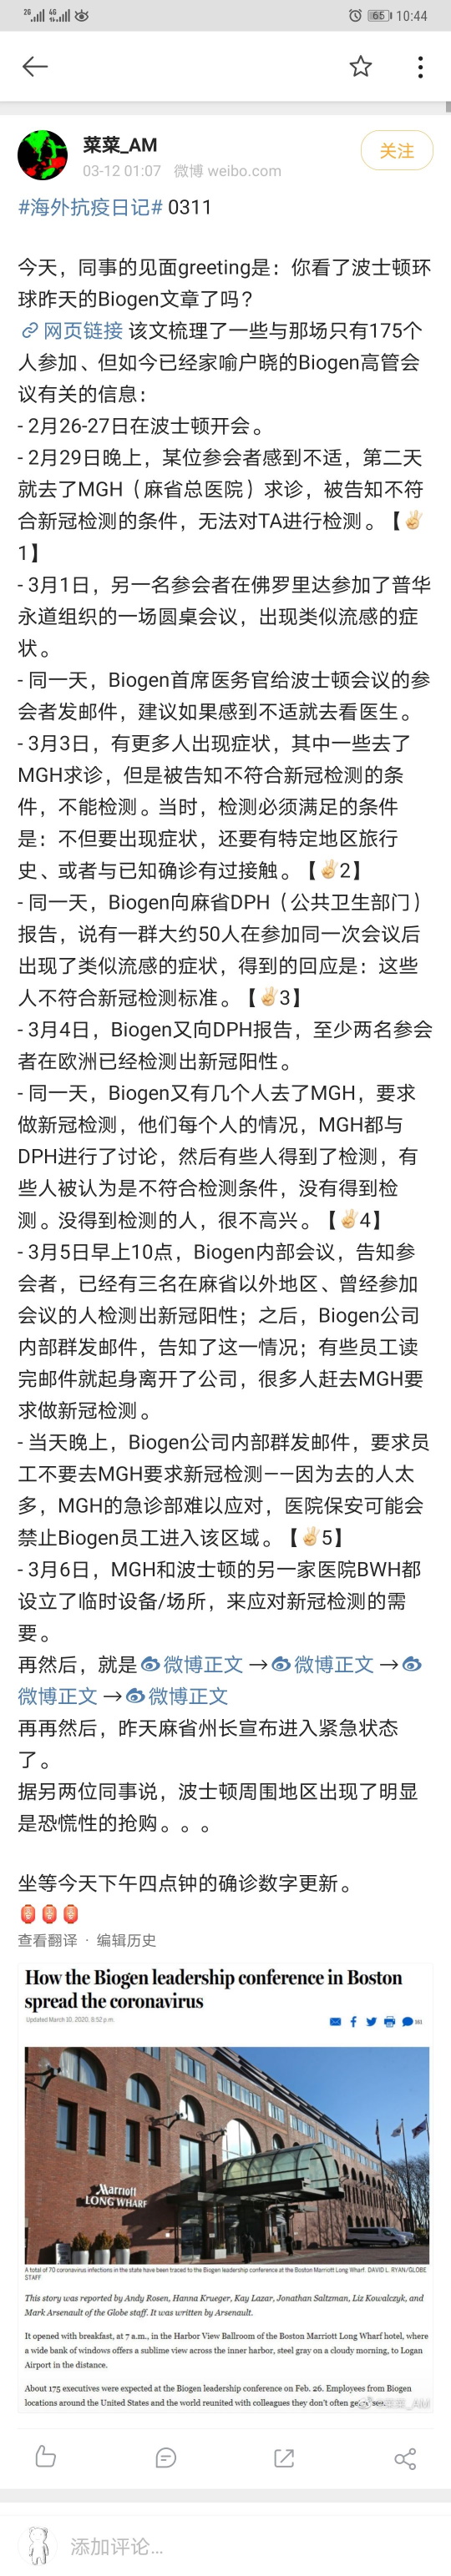 2G 4G 65 10:44
菜菜_AM
03-12 01:07 微博 weibo.com
关注
#海外抗疫日记# 0311
今天，同事的见面greeting是：你看了波士顿环
球昨天的Biogen文章了吗？
网页链接 该文梳理了一些与那场只有175个
人参加、但如今已经家喻户晓的Biogen高管会
议有关的信息：
- 2月26-27日在波士顿开会。
- 2月29日晚上，某位参会者感到不适，第二天
就去了MGH（麻省总医院）求诊，被告知不符
合新冠检测的条件，无法对TA进行检测。【✌
1】
- 3月1日，另一名参会者在佛罗里达参加了普华
永道组织的一场圆桌会议，出现类似流感的症
状。
- 同一天，Biogen首席医务官给波士顿会议的参
会者发邮件，建议如果感到不适就去看医生。
- 3月3日，有更多人出现症状，其中一些去了
MGH求诊，但是被告知不符合新冠检测的条
件，不能检测。当时，检测必须满足的条件
是：不但要出现症状，还要有特定地区旅行
史、或者与已知确诊有过接触。【✌2】
- 同一天，Biogen向麻省DPH（公共卫生部门）
报告，说有一群大约50人在参加同一次会议后
出现了类似流感的症状，得到的回应是：这些
人不符合新冠检测标准。【✌3】
- 3月4日，Biogen又向DPH报告，至少两名参会
者在欧洲已经检测出新冠阳性。
- 同一天，Biogen又有几个人去了MGH，要求
做新冠检测，他们每个人的情况，MGH都与
DPH进行了讨论，然后有些人得到了检测，有
些人被认为是不符合检测条件，没有得到检
测。没得到检测的人，很不高兴。【✌4】
- 3月5日早上10点，Biogen内部会议，告知参
会者，已经有三名在麻省以外地区、曾经参加
会议的人检测出新冠阳性；之后，Biogen公司
内部群发邮件，告知了这一情况；有些员工读
完邮件就起身离开了公司，很多人赶去MGH要
求做新冠检测。
- 当天晚上，Biogen公司内部群发邮件，要求员
工不要去MGH要求新冠检测——因为去的人太
多，MGH的急诊部难以应对，医院保安可能会
禁止Biogen员工进入该区域。【✌5】
- 3月6日，MGH和波士顿的另一家医院BWH都
设立了临时设备/场所，来应对新冠检测的需
要。
再然后，就是微博正文→微博正文→
微博正文→微博正文
再再然后，昨天麻省州长宣布进入紧急状态
了。
据另两位同事说，波士顿周围地区出现了明显
是恐慌性的抢购。。。
坐等今天下午四点钟的确诊数字更新。
查看翻译 · 编辑历史
How the Biogen leadership conference in Boston
spread the coronavirus
Updated March 10, 2020, 8:52 p.m.
Marriott
LONG WHARF
A total of 70 coronavirus infections in the state have been traced to the Biogen leadership conference at the Boston Marriott Long Wharf. DAVID L. RYAN/GLOBE
STAFF
This story was reported by Andy Rosen, Hanna Krueger, Kay Lazar, Jonathan Saltzman, Liz Kowalczyk, and
Mark Arsenault of the Globe staff. It was written by Arsenault.
It opened with breakfast, at 7 a.m., in the Harbor View Ballroom of the Boston Marriott Long Wharf hotel, where
a wide bank of windows offers a sublime view across the inner harbor, steel gray on a cloudy morning, to Logan
Airport in the distance.
About 175 executives were expected at the Biogen leadership conference on Feb. 26. Employees from Biogen
locations around the United States and the world reunited with colleagues they don't often get to see.
添加评论...